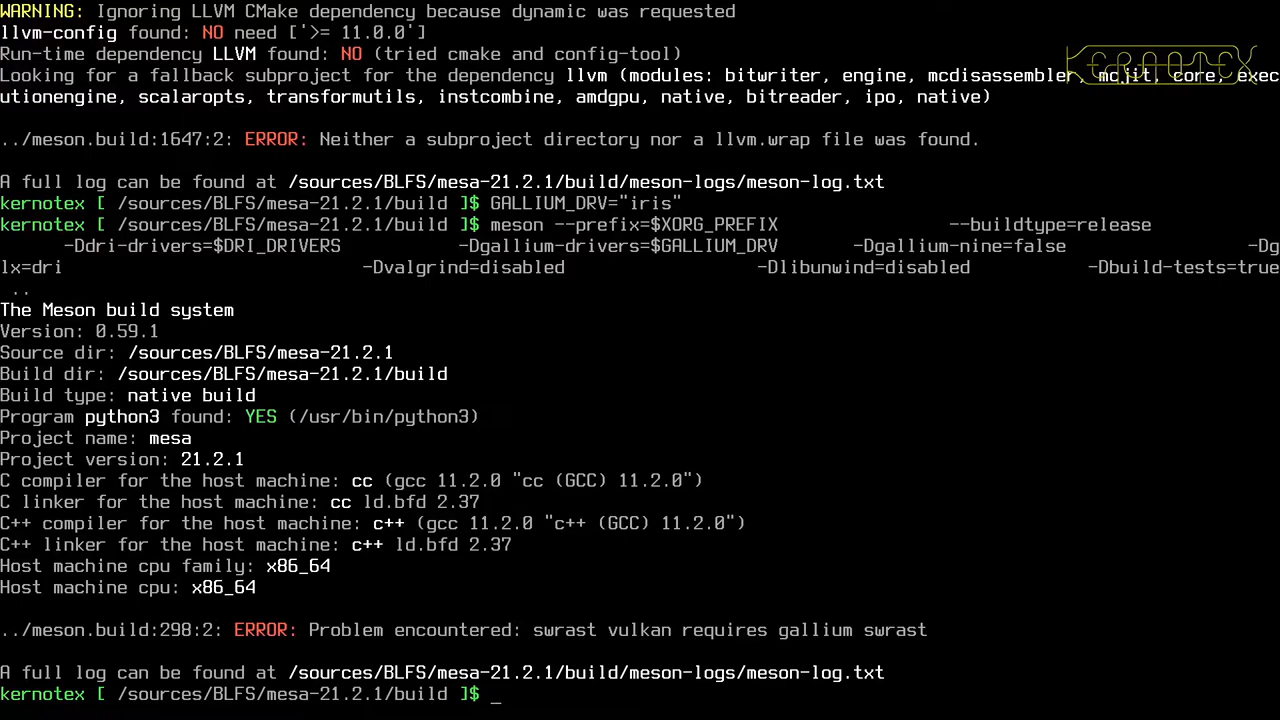 WARNING: Ignoring LLVM CMake dependency because dynamic was requested
llvm-config found: NO need ['>= 11.0.0']
Run-time dependency LLVM found: NO (tried cmake and config-tool)
KERNOTEX
Looking for a fallback subproject for the dependency llvm (modules: bitwriter, engine, mcdisassembler, mcjit, core, exec
utionengine, scalaropts, transformutils, instcombine, amdgpu, native, bitreader, ipo, native)
../meson.build:1647:2: ERROR: Neither a subproject directory nor a llvm.wrap file was found.
A full log can be found at /sources/BLFS/mesa-21.2.1/build/meson-logs/meson-log.txt
kernotex [ /sources/BLFS/mesa-21.2.1/build ]$ GALLIUM_DRV="iris"
kernotex [ /sources/BLFS/mesa-21.2.1/build ]$ meson --prefix=$XORG_PREFIX                --buildtype=release
      -Ddri-drivers=$DRI_DRIVERS           -Dgallium-drivers=$GALLIUM_DRV       -Dgallium-nine=false                 -Dg
lx=dri                            -Dvalgrind=disabled                  -Dlibunwind=disabled           -Dbuild-tests=true
 ..
The Meson build system
Version: 0.59.1
Source dir: /sources/BLFS/mesa-21.2.1
Build dir: /sources/BLFS/mesa-21.2.1/build
Build type: native build
Program python3 found: YES (/usr/bin/python3)
Project name: mesa
Project version: 21.2.1
C compiler for the host machine: cc (gcc 11.2.0 "cc (GCC) 11.2.0")
C linker for the host machine: cc ld.bfd 2.37
C++ compiler for the host machine: c++ (gcc 11.2.0 "c++ (GCC) 11.2.0")
C++ linker for the host machine: c++ ld.bfd 2.37
Host machine cpu family: x86_64
Host machine cpu: x86_64
../meson.build:298:2: ERROR: Problem encountered: swrast vulkan requires gallium swrast
A full log can be found at /sources/BLFS/mesa-21.2.1/build/meson-logs/meson-log.txt
kernotex [ /sources/BLFS/mesa-21.2.1/build ]$ _